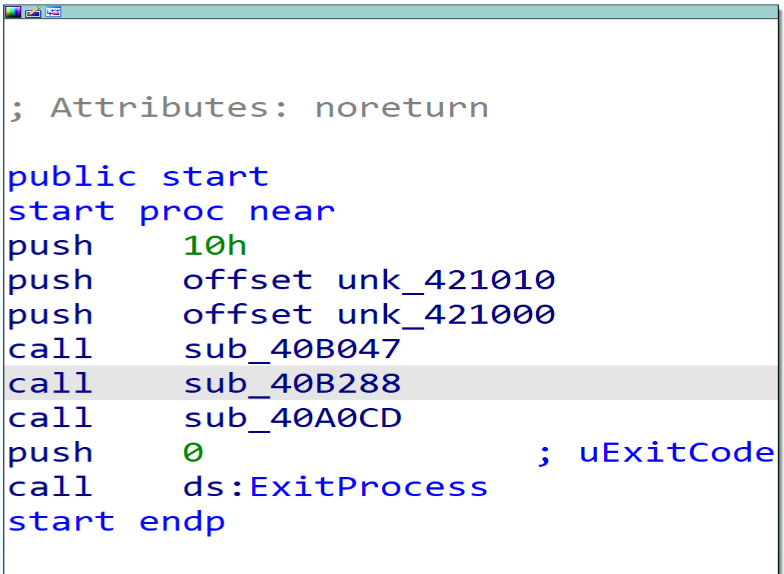 ; Attributes: noreturn
public start
start proc near
push 10h
push offset unk_421010
push offset unk_421000
call sub_40B047
call sub_40B288
call sub_40A0CD
push 0 ; uExitCode
call ds:ExitProcess
start endp